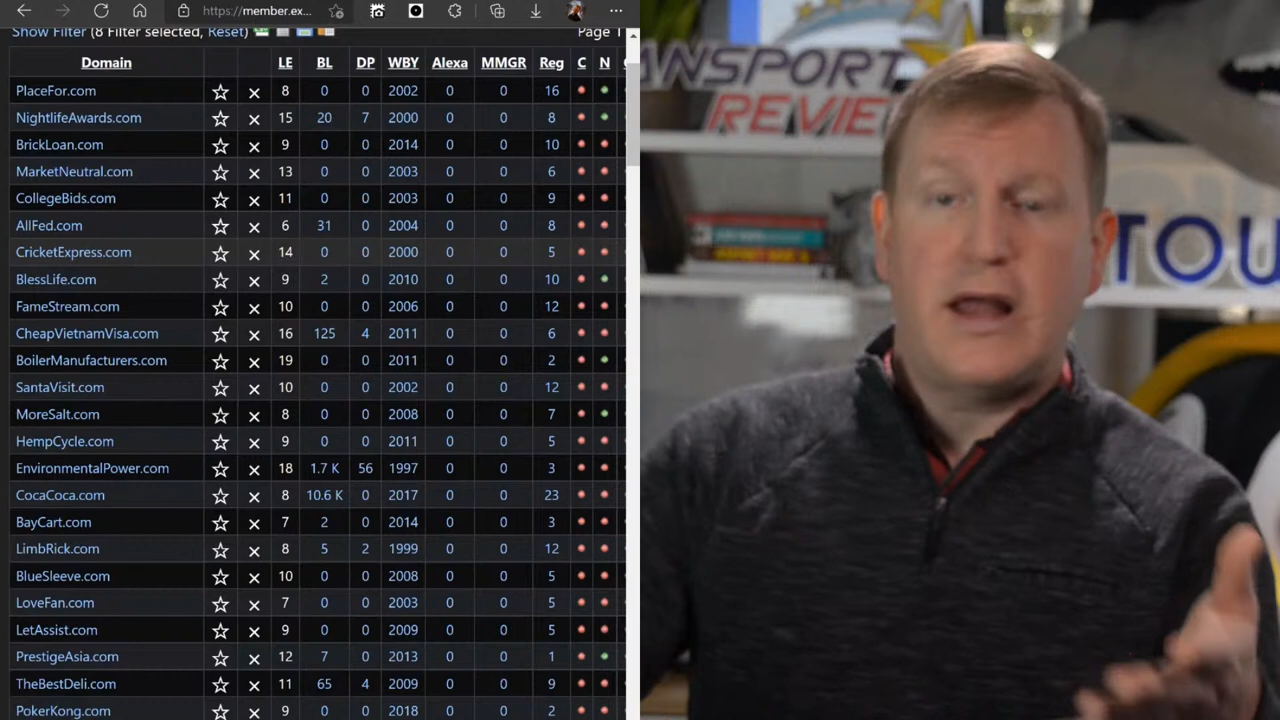 https://member.ex...
Show Filter (8 Filter selected, Reset) Page 1
Domain LE BL DP WBY Alexa MMGR Reg C N
PlaceFor.com 8 0 0 2002 0 0 16
NightlifeAwards.com 15 20 7 2000 0 0 8
BrickLoan.com 9 0 0 2014 0 0 10
MarketNeutral.com 13 0 0 2003 0 0 6
CollegeBids.com 11 0 0 2003 0 0 9
AllFed.com 6 31 0 2004 0 0 8
CricketExpress.com 14 0 0 2000 0 0 5
BlessLife.com 9 2 0 2010 0 0 10
FameStream.com 10 0 0 2006 0 0 12
CheapVietnamVisa.com 16 125 4 2011 0 0 6
BoilerManufacturers.com 19 0 0 2011 0 0 2
SantaVisit.com 10 0 0 2002 0 0 12
MoreSalt.com 8 0 0 2008 0 0 7
HempCycle.com 9 0 0 2011 0 0 5
EnvironmentalPower.com 18 1.7 K 56 1997 0 0 3
CocaCoca.com 8 10.6 K 0 2017 0 0 23
BayCart.com 7 2 0 2014 0 0 3
LimbRick.com 8 5 2 1999 0 0 12
BlueSleeve.com 10 0 0 2008 0 0 5
LoveFan.com 7 0 0 2003 0 0 5
LetAssist.com 9 0 0 2009 0 0 5
PrestigeAsia.com 12 7 0 2013 0 0 1
TheBestDeli.com 11 65 4 2009 0 0 9
PokerKong.com 9 0 0 2018 0 0 2
ANSPORT
REVIE
TOU